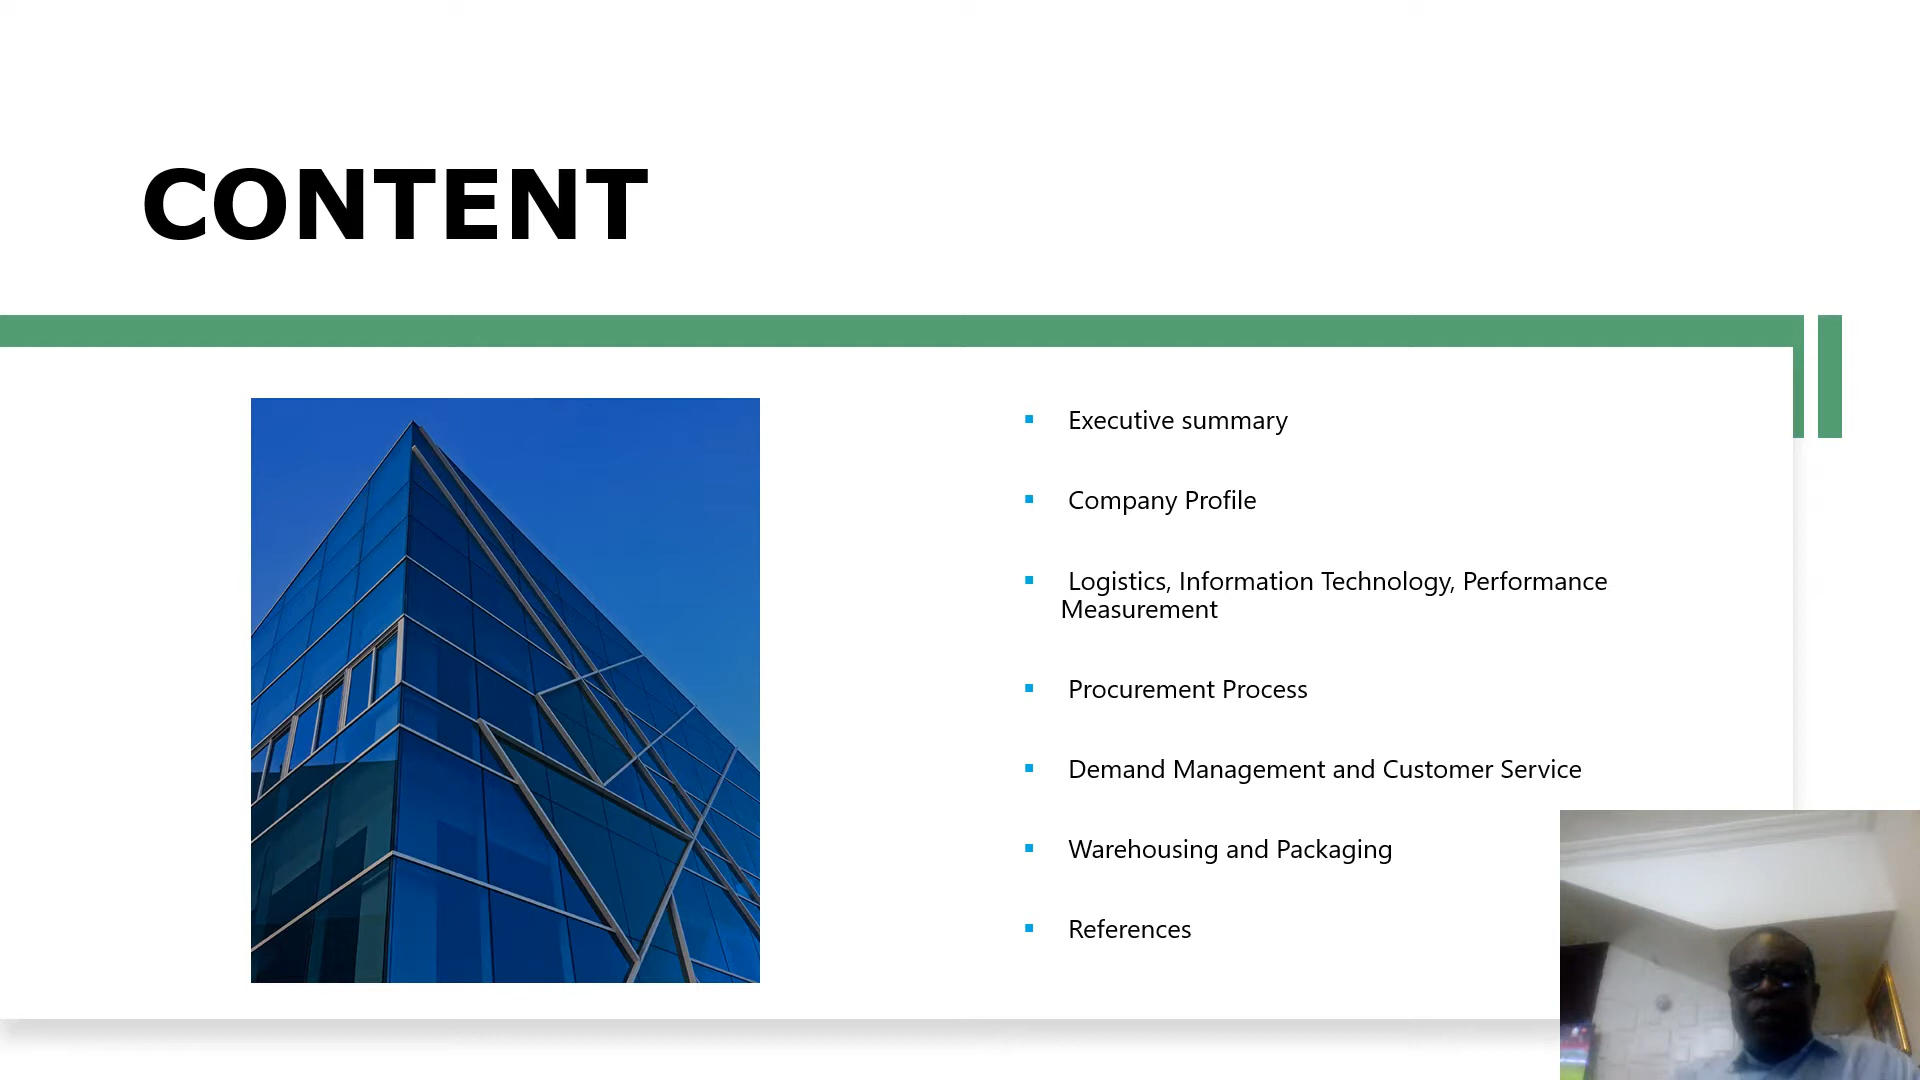 CONTENT
Executive summary
Company Profile
Logistics, Information Technology, Performance
Measurement
Procurement Process
Demand Management and Customer Service
Warehousing and Packaging
References